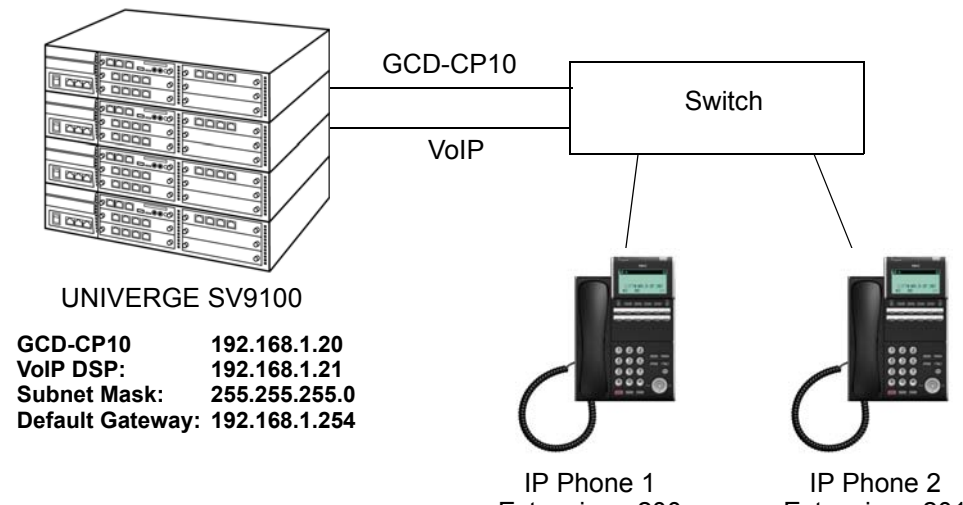 GCD-CP10
Switch
VoIP
UNIVERGE SV9100
GCD-CP10 192.168.1.20
VoIP DSP: 192.168.1.21
Subnet Mask: 255.255.255.0
Default Gateway: 192.168.1.254
IP Phone 1
IP Phone 2